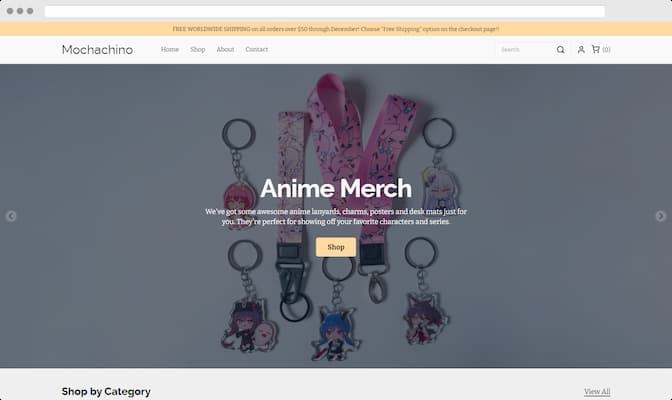 FREE WORLDWIDE SHIPPING on all orders over $50 through December! Choose "Free Shipping" option on the checkout page!!
Mochachino Home Shop About Contact Search (0)
Anime Merch
We've got some awesome anime lanyards, charms, posters and desk mats just for
you. They're perfect for showing off your favorite characters and series.
Shop
Shop by Category View All